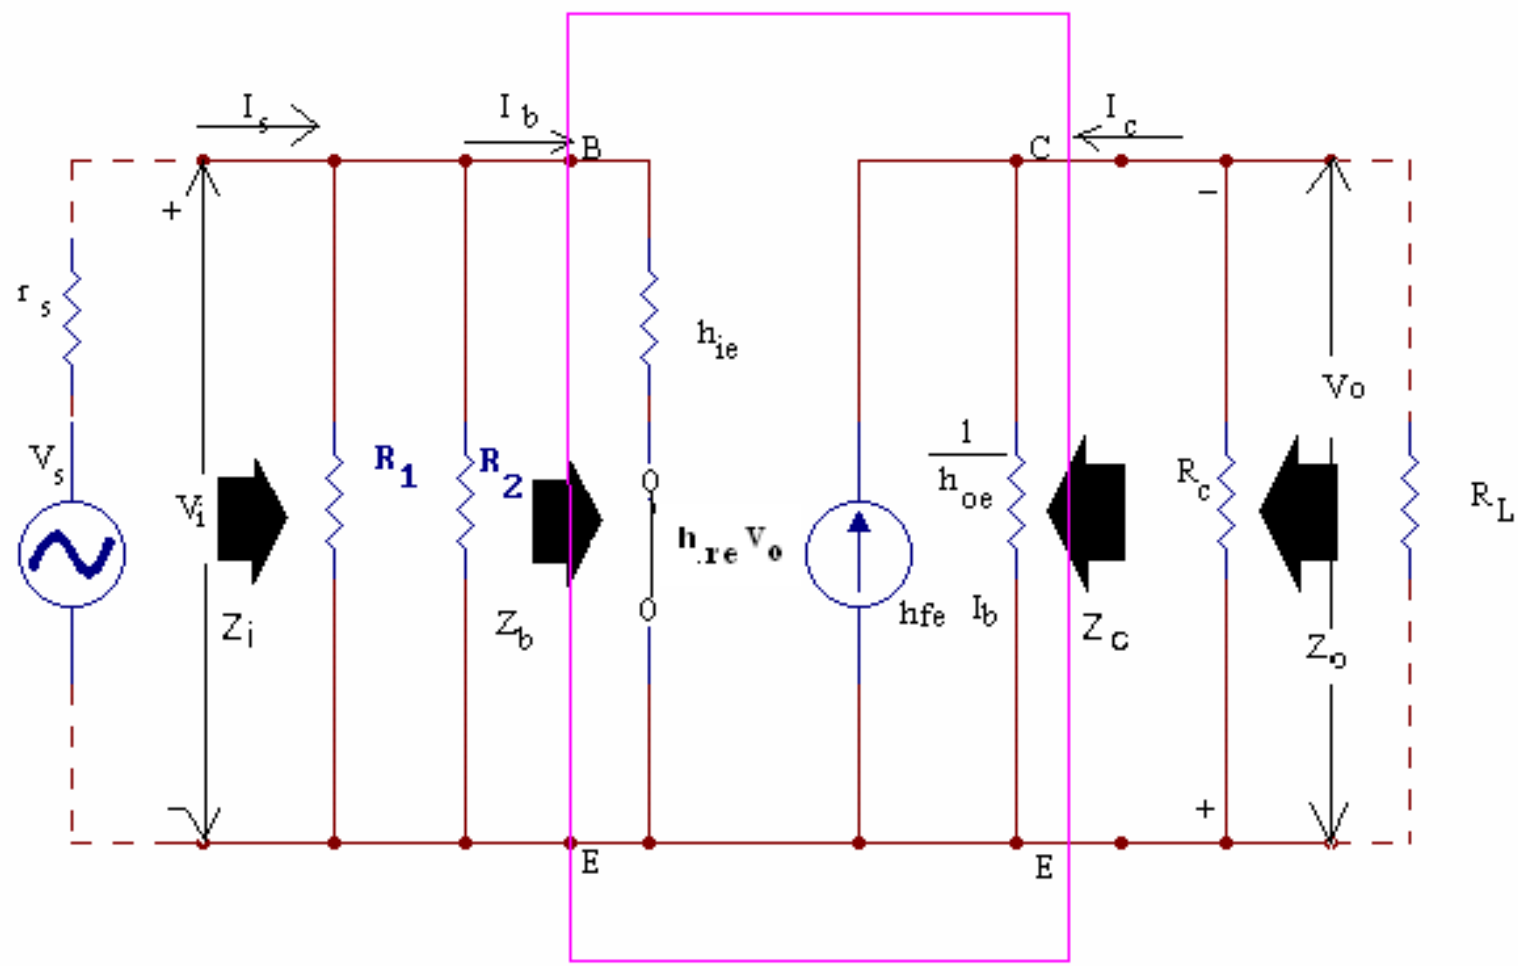 Is
Ib
Ic
B
C
+
−
rs
hie
Vo
Vs
R1
R2
1
hoe
Rc
RL
Vi
h.re Vo
hfe Ib
Zi
Zb
Zc
Zo
−
+
E
E